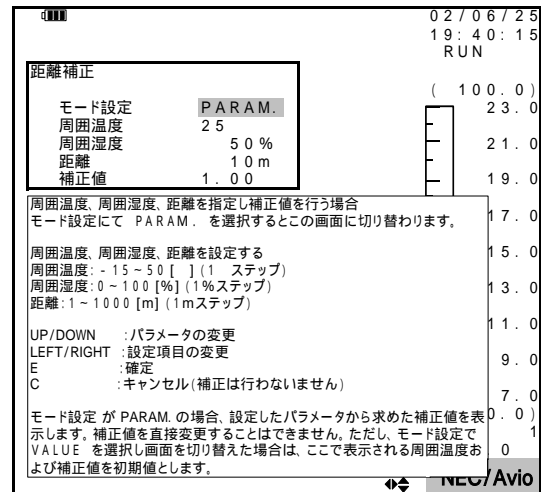 02/06/25
19:40:15
RUN
距離補正
モード設定 PARAM.
周囲温度 25
周囲湿度 50%
距離 10m
補正値 1.00
( 100.0)
23.0
21.0
19.0
17.0
15.0
13.0
11.0
9.0
7.0
0.0)
1
0
周囲温度、周囲湿度、距離を指定し補正値を行う場合
モード設定にて PARAM. を選択するとこの画面に切り替わります。
周囲温度、周囲湿度、距離を設定する
周囲温度:-15~50[ ](1 ステップ)
周囲湿度:0~100[%](1%ステップ)
距離:1~1000[m](1mステップ)
UP/DOWN :パラメータの変更
LEFT/RIGHT :設定項目の変更
E :確定
C :キャンセル(補正は行わないません)
モード設定 が PARAM. の場合、設定したパラメータから求めた補正値を表
示します。補正値を直接変更することはできません。ただし、モード設定で
VALUE を選択し画面を切り替えた場合は、ここで表示される周囲温度お
よび補正値を初期値とします。
NEC/Avio